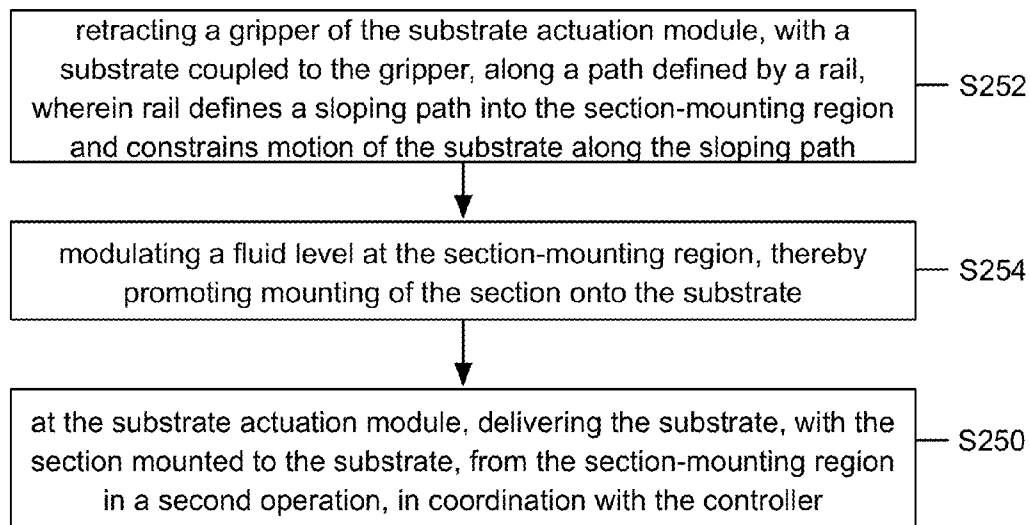 retracting a gripper of the substrate actuation module, with a
substrate coupled to the gripper, along a path defined by a rail,
wherein rail defines a sloping path into the section-mounting region
and constrains motion of the substrate along the sloping path
S252
modulating a fluid level at the section-mounting region, thereby
promoting mounting of the section onto the substrate
S254
at the substrate actuation module, delivering the substrate, with the
section mounted to the substrate, from the section-mounting region
in a second operation, in coordination with the controller
S250